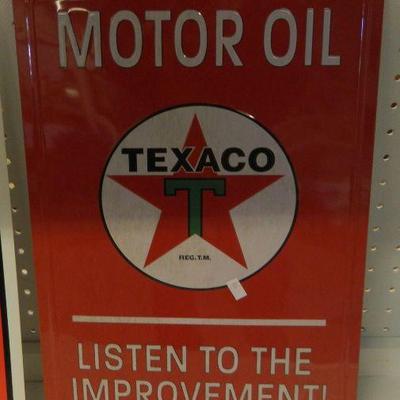 MOTOR OIL
TEXACO
T
REG. T.M.
LISTEN TO THE
IMPROVEMENT!